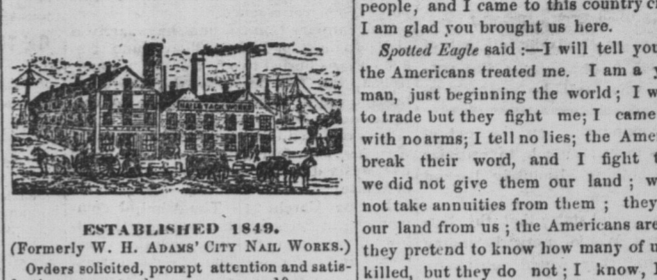 NAIL & TACK WORKS
ESTABLISHED 1849.
(Formerly W. H. ADAMS' CITY NAIL WORKS.)
Orders solicited, prompt attention and satis-
people, and I came to this country
I am glad you brought us here.
Spotted Eagle said :—I will tell you
the Americans treated me. I am a
man, just beginning the world ; I
to trade but they fight me; I came
with no arms; I tell no lies; the
break their word, and I fight
we did not give them our land ;
not take annuities from them ; they
our land from us ; the Americans are
they pretend to know how many of
killed, but they do not ; I know,